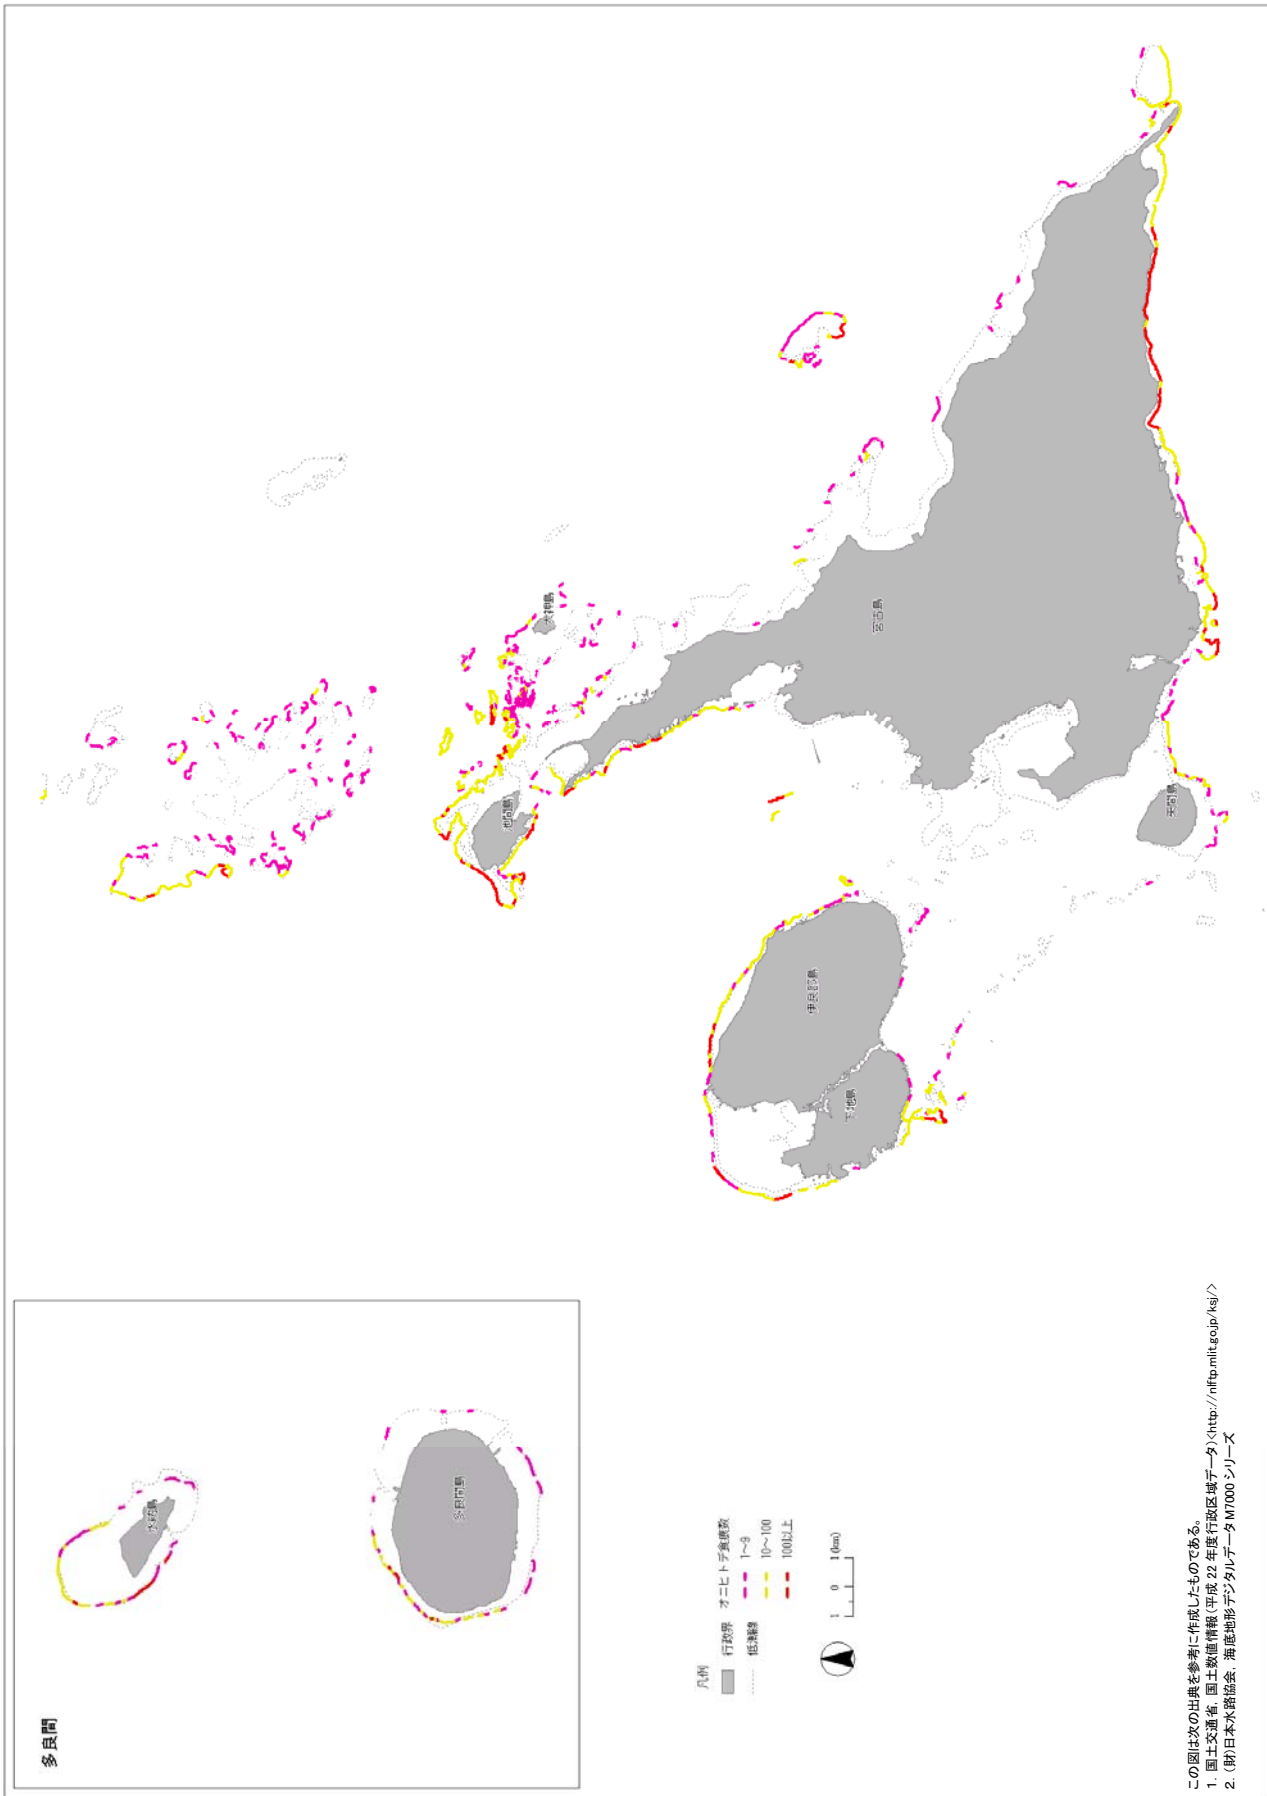 多良間
水納島
多良間島
大神島
池間島
宮古島
伊良部島
下地島
来間島
凡例
行政界
低潮線
オニヒトデ食痕数
1～9
10～100
100以上
1 0 1(km)
この図は次の出典を参考に作成したものである。
1. 国土交通省, 国土数値情報(平成 22 年度行政区域データ)<http://nlftp.mlit.go.jp/ksj/>
2. (財)日本水路協会, 海底地形デジタルデータ M7000 シリーズ